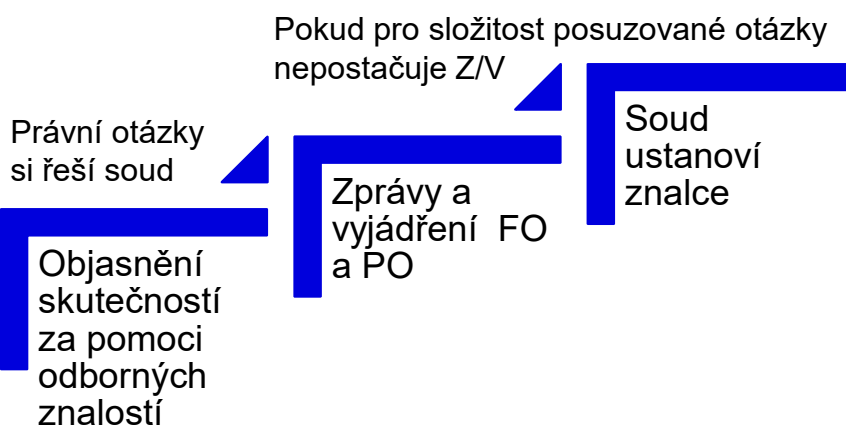 Pokud pro složitost posuzované otázky
nepostačuje Z/V
Právní otázky
si řeší soud
Soud
ustanoví
znalce
Zprávy a
vyjádření FO
a PO
Objasnění
skutečností
za pomoci
odborných
znalostí